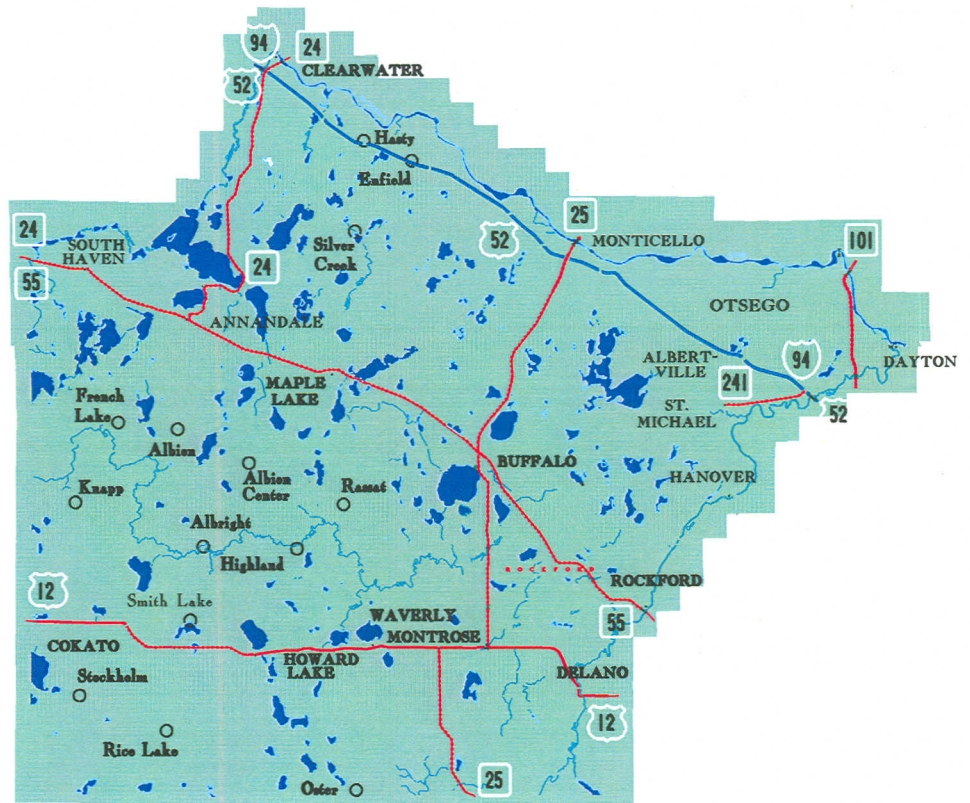 94
24
CLEARWATER
52
Hasty
Enfield
24
SOUTH
HAVEN
Silver
Creek
52
25
MONTICELLO
101
55
24
OTSEGO
ANNANDALE
ALBERT-
VILLE
94
DAYTON
MAPLE
LAKE
241
French
Lake
ST.
MICHAEL
52
Albion
BUFFALO
Albion
Center
HANOVER
Knapp
Rassat
Albright
Highland
ROCKFORD
ROCKFORD
12
Smith Lake
WAVERLY
MONTROSE
55
COKATO
HOWARD
LAKE
DELANO
Stockholm
12
Rice Lake
Oster
25